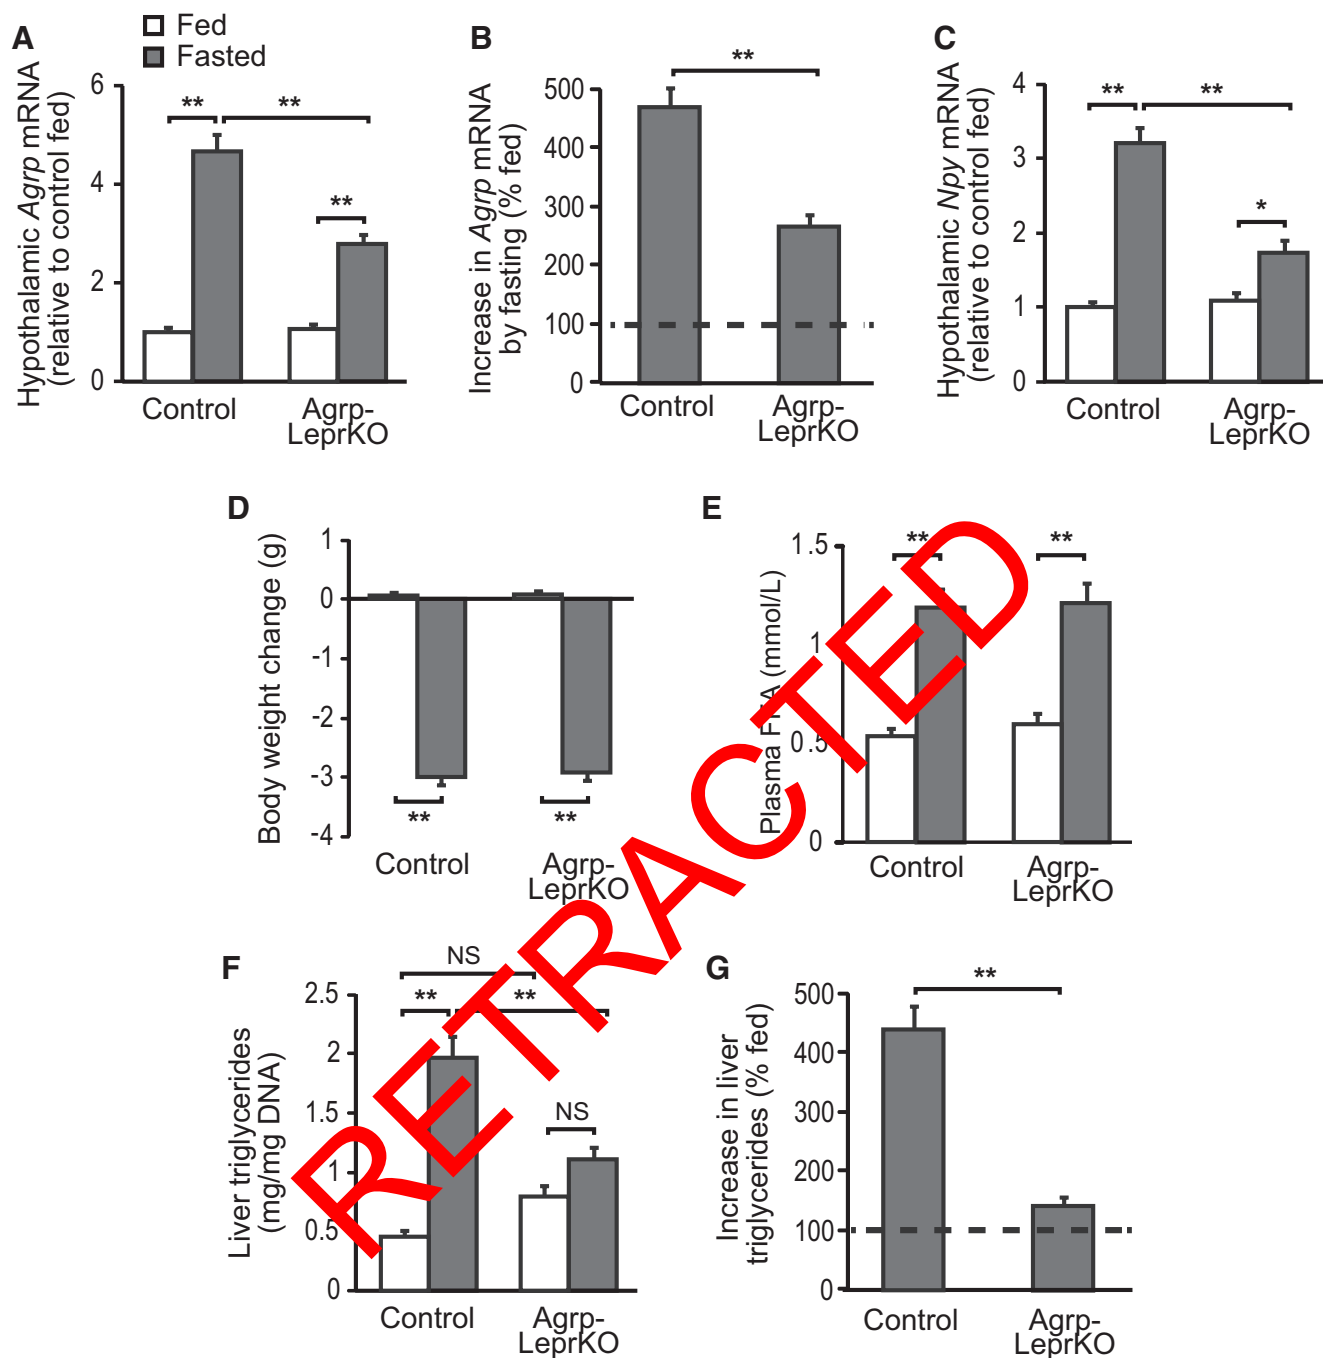 A
Fed
Fasted
Hypothalamic Agrp mRNA
(relative to control fed)
6
4
2
0
**
**
**
Control
Agrp-
LeprKO
B
Increase in Agrp mRNA
by fasting (% fed)
500
400
300
200
100
0
**
Control
Agrp-
LeprKO
C
Hypothalamic Npy mRNA
(relative to control fed)
4
3
2
1
0
**
**
*
Control
Agrp-
LeprKO
D
Body weight change (g)
1
0
-1
-2
-3
-4
**
**
Control
Agrp-
LeprKO
E
Plasma FFA (mmol/L)
1.5
1
0.5
0
**
**
Control
Agrp-
LeprKO
F
Liver triglycerides
(mg/mg DNA)
2.5
2
1.5
1
0.5
0
NS
**
**
NS
Control
Agrp-
LeprKO
G
Increase in liver
triglycerides (% fed)
500
400
300
200
100
0
**
Control
Agrp-
LeprKO
RETRACTED